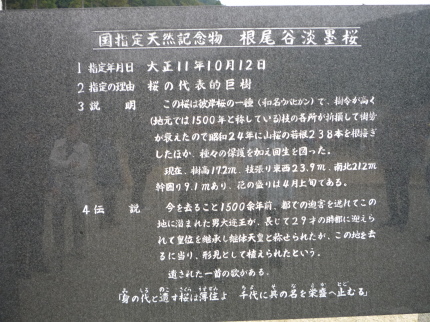 国指定天然記念物 根尾谷淡墨桜
1 指定年月日 大正11年10月12日
2 指定の理由 桜の代表的巨樹
3 説 明 この桜は彼岸桜の一種(和名ウバヒガン)で、樹令が高く
(地元では1500年と称している)枝の各所が折損して樹勢
が衰えたので昭和24年に山桜の若根238本を根接ぎ
したほか、種々の保護を加え回生を図った。
現在、樹高17.2m、枝張り東西23.9m、南北21.2m
幹囲り9.1mあり、花の盛りは4月上旬である。
4 伝 説 今を去ること1500余年前、都での迫害を逃れてこの
地に潜まれた男大迹王が、長じて29才の時都に迎えら
れて皇位を継承し継体天皇と称せられたが、この地を去
るに当り、形見として植えられたという。
遺された一首の歌がある。
「身の代と遺す桜は薄住よ 千代に其の名を栄盛へ止むる」